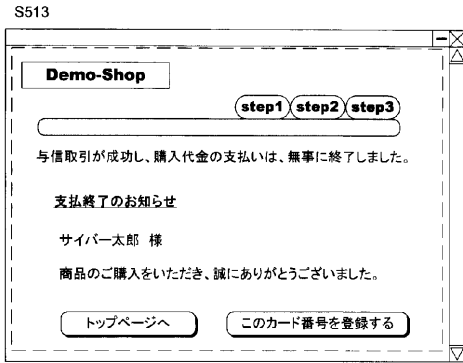 S513
Demo-Shop
step1 step2 step3
与信取引が成功し、購入代金の支払いは、無事に終了しました。
支払終了のお知らせ
サイバー太郎 様
商品のご購入をいただき、誠にありがとうございました。
トップページへ このカード番号を登録する